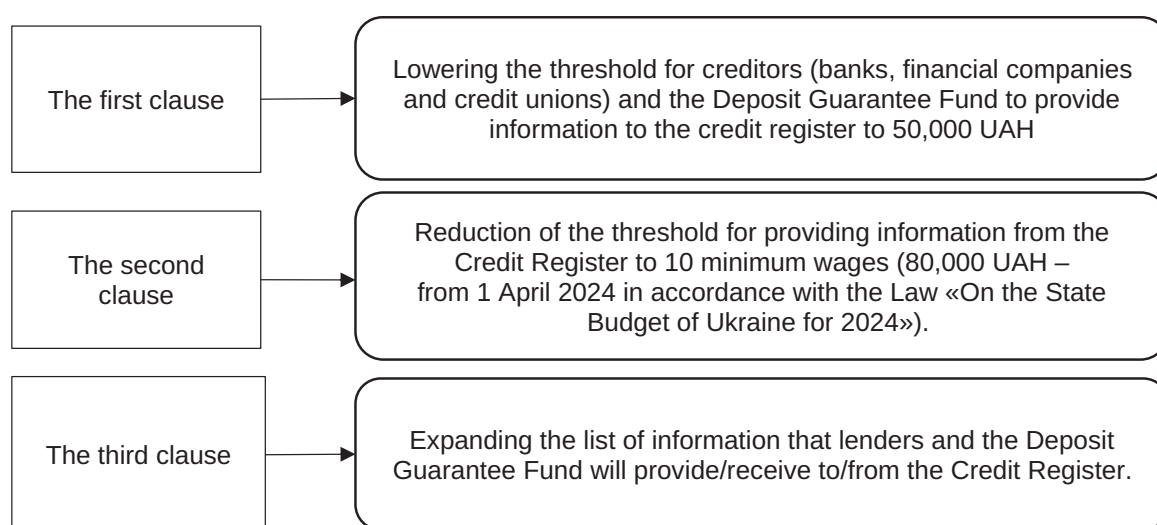 The first clause
Lowering the threshold for creditors (banks, financial companies
and credit unions) and the Deposit Guarantee Fund to provide
information to the credit register to 50,000 UAH
The second
clause
Reduction of the threshold for providing information from the
Credit Register to 10 minimum wages (80,000 UAH –
from 1 April 2024 in accordance with the Law «On the State
Budget of Ukraine for 2024»).
The third clause
Expanding the list of information that lenders and the Deposit
Guarantee Fund will provide/receive to/from the Credit Register.